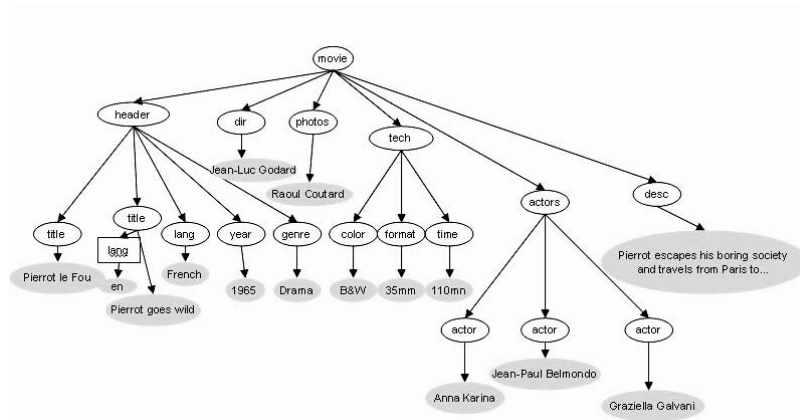 movie
header
dir
photos
tech
Jean-Luc Godard
Raoul Coutard
desc
actors
title
title
lang
year
genre
color
format
time
lang
Pierrot le Fou
en
French
Pierrot goes wild
1965
Drama
B&W
35mm
110mn
Pierrot escapes his boring society
and travels from Paris to...
actor
actor
actor
Anna Karina
Jean-Paul Belmondo
Graziella Galvani